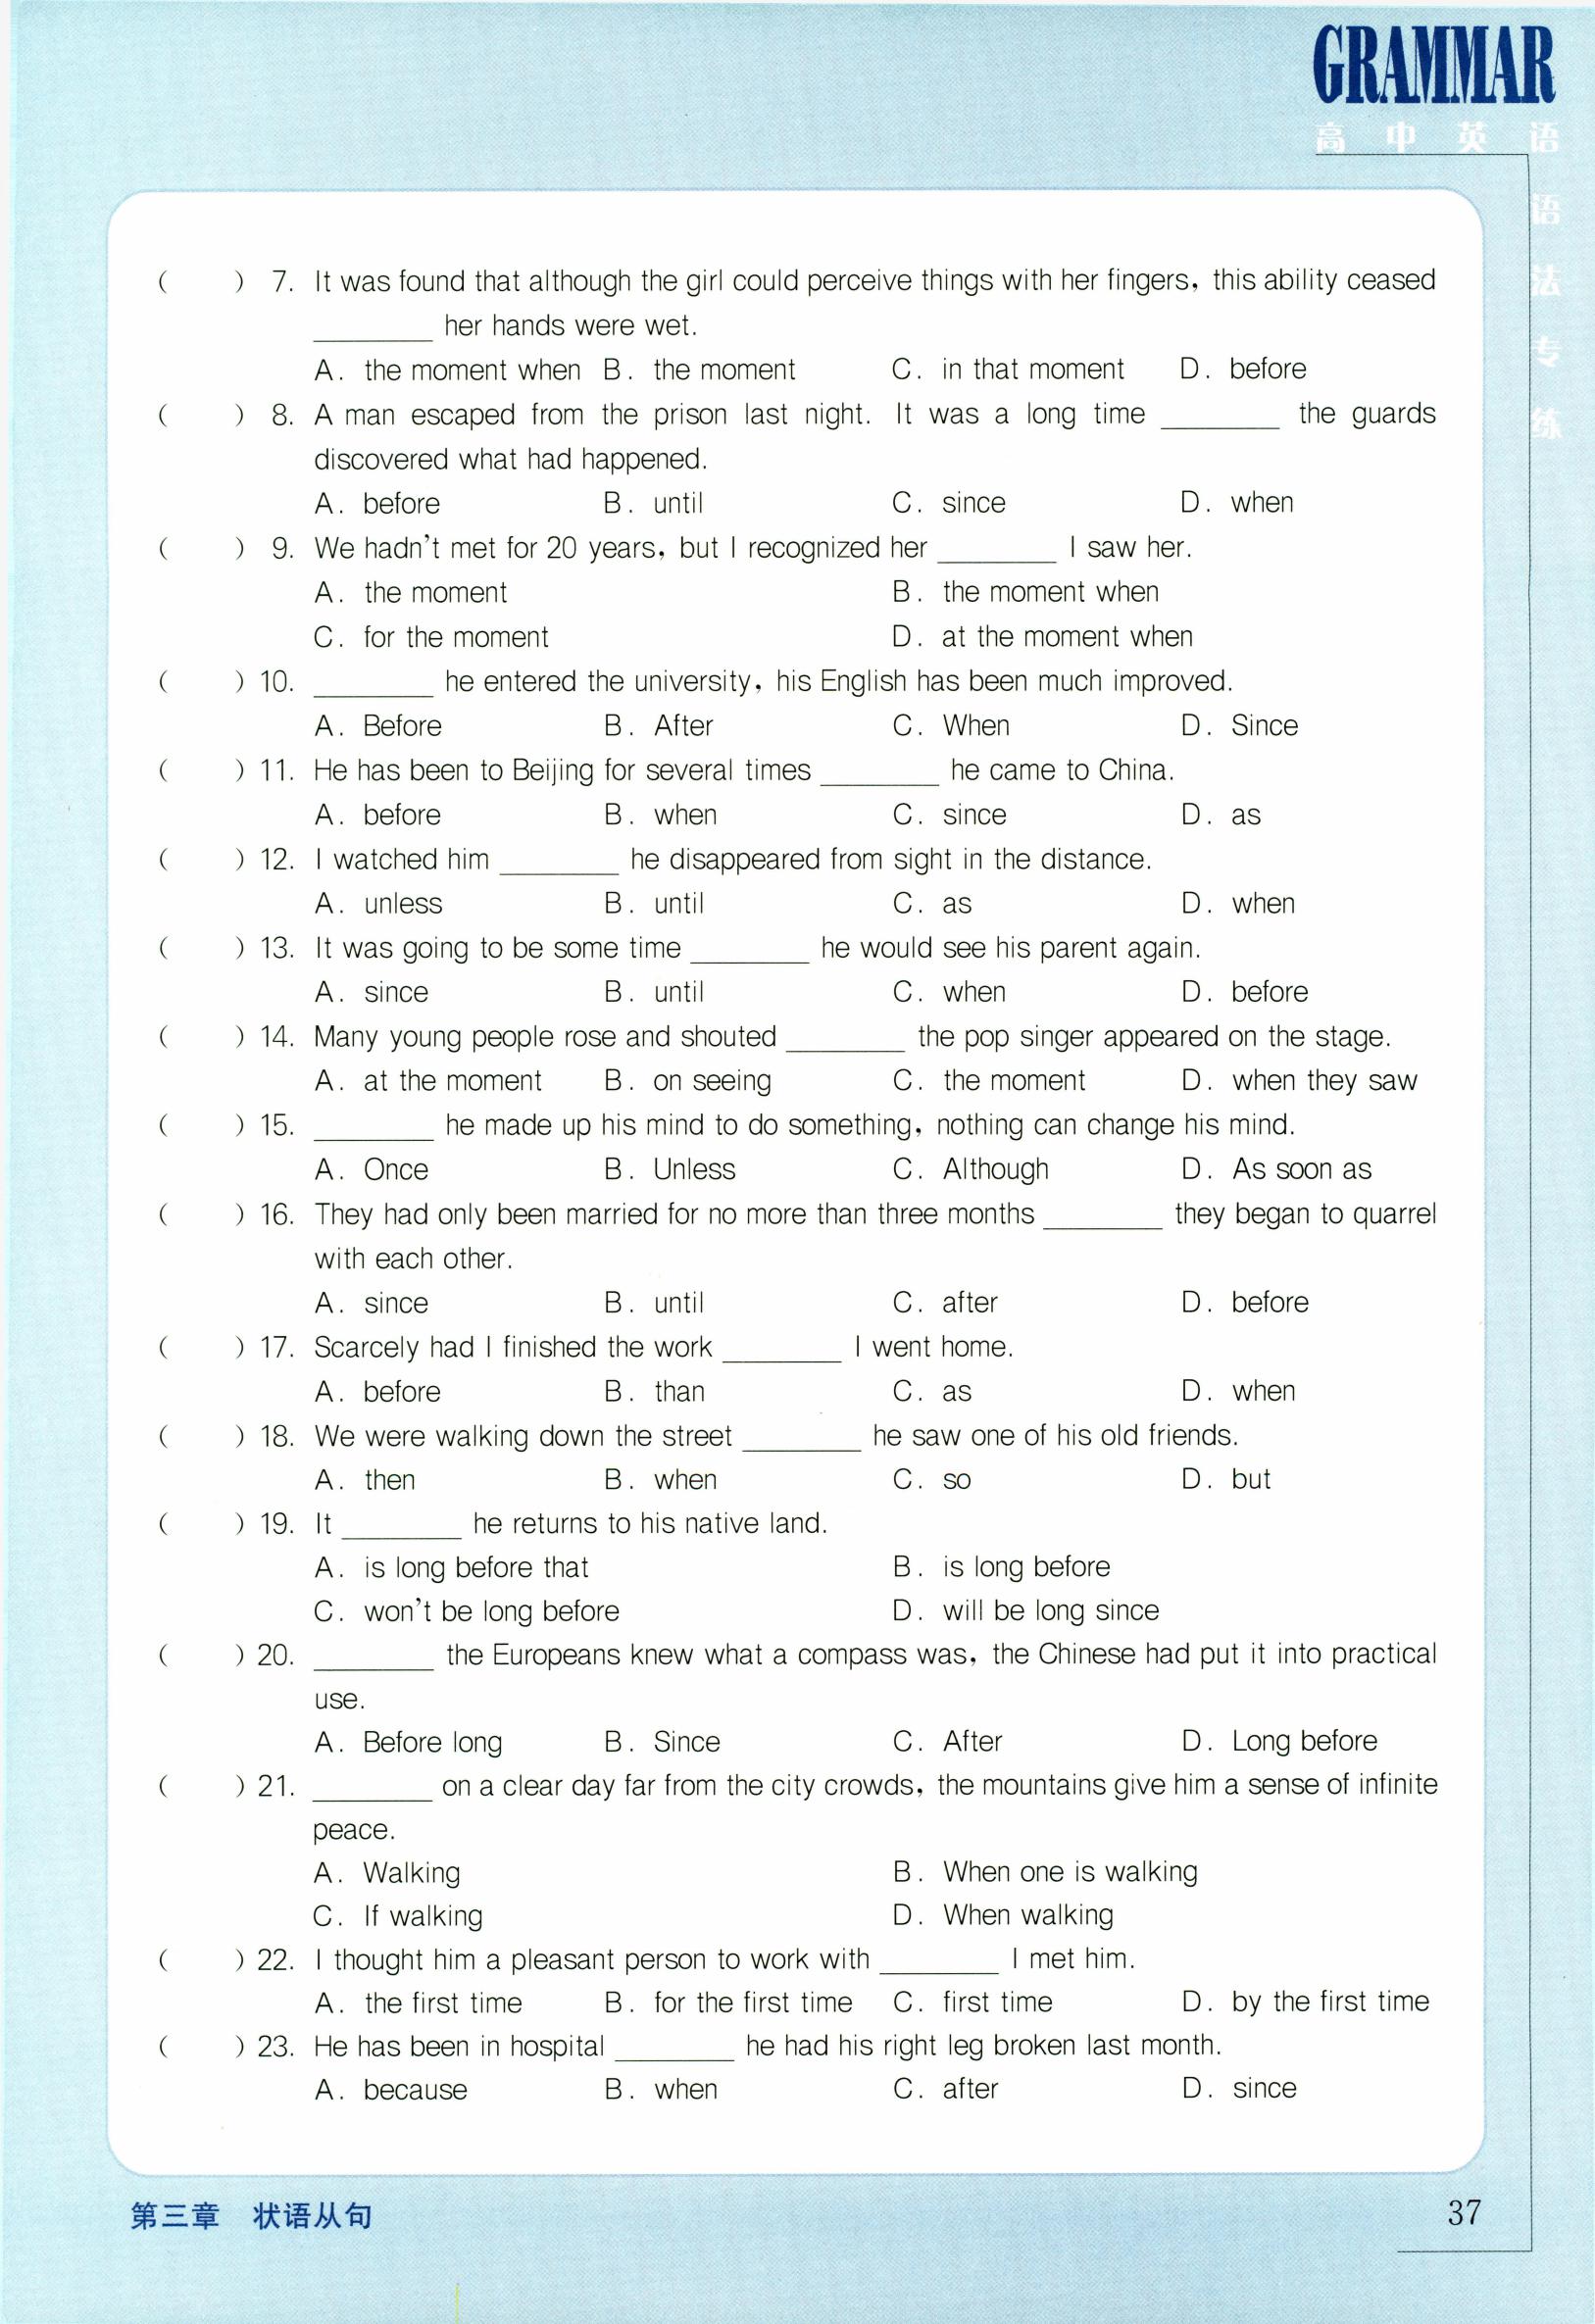 GRAMMAR
高中英语
语
法
专
练
(    ) 7. It was found that although the girl could perceive things with her fingers, this ability ceased
________ her hands were wet.
A. the moment when B. the moment C. in that moment D. before
(    ) 8. A man escaped from the prison last night. It was a long time ________ the guards
discovered what had happened.
A. before B. until C. since D. when
(    ) 9. We hadn't met for 20 years, but I recognized her ________ I saw her.
A. the moment B. the moment when
C. for the moment D. at the moment when
(    ) 10. ________ he entered the university, his English has been much improved.
A. Before B. After C. When D. Since
(    ) 11. He has been to Beijing for several times ________ he came to China.
A. before B. when C. since D. as
(    ) 12. I watched him ________ he disappeared from sight in the distance.
A. unless B. until C. as D. when
(    ) 13. It was going to be some time ________ he would see his parent again.
A. since B. until C. when D. before
(    ) 14. Many young people rose and shouted ________ the pop singer appeared on the stage.
A. at the moment B. on seeing C. the moment D. when they saw
(    ) 15. ________ he made up his mind to do something, nothing can change his mind.
A. Once B. Unless C. Although D. As soon as
(    ) 16. They had only been married for no more than three months ________ they began to quarrel
with each other.
A. since B. until C. after D. before
(    ) 17. Scarcely had I finished the work ________ I went home.
A. before B. than C. as D. when
(    ) 18. We were walking down the street ________ he saw one of his old friends.
A. then B. when C. so D. but
(    ) 19. It ________ he returns to his native land.
A. is long before that B. is long before
C. won't be long before D. will be long since
(    ) 20. ________ the Europeans knew what a compass was, the Chinese had put it into practical
use.
A. Before long B. Since C. After D. Long before
(    ) 21. ________ on a clear day far from the city crowds, the mountains give him a sense of infinite
peace.
A. Walking B. When one is walking
C. If walking D. When walking
(    ) 22. I thought him a pleasant person to work with ________ I met him.
A. the first time B. for the first time C. first time D. by the first time
(    ) 23. He has been in hospital ________ he had his right leg broken last month.
A. because B. when C. after D. since
第三章 状语从句 37